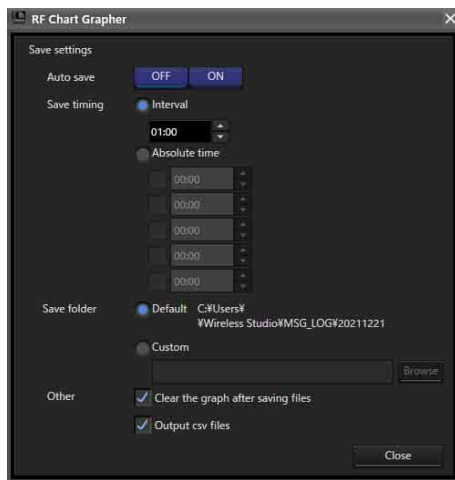 RF Chart Grapher
Save settings
Auto save OFF ON
Save timing Interval
01:00
Absolute time
00:00
00:00
00:00
00:00
00:00
Save folder Default C:¥Users¥
¥Wireless Studio¥MSG_LOG¥20211221
Custom
Browse
Other Clear the graph after saving files
Output csv files
Close